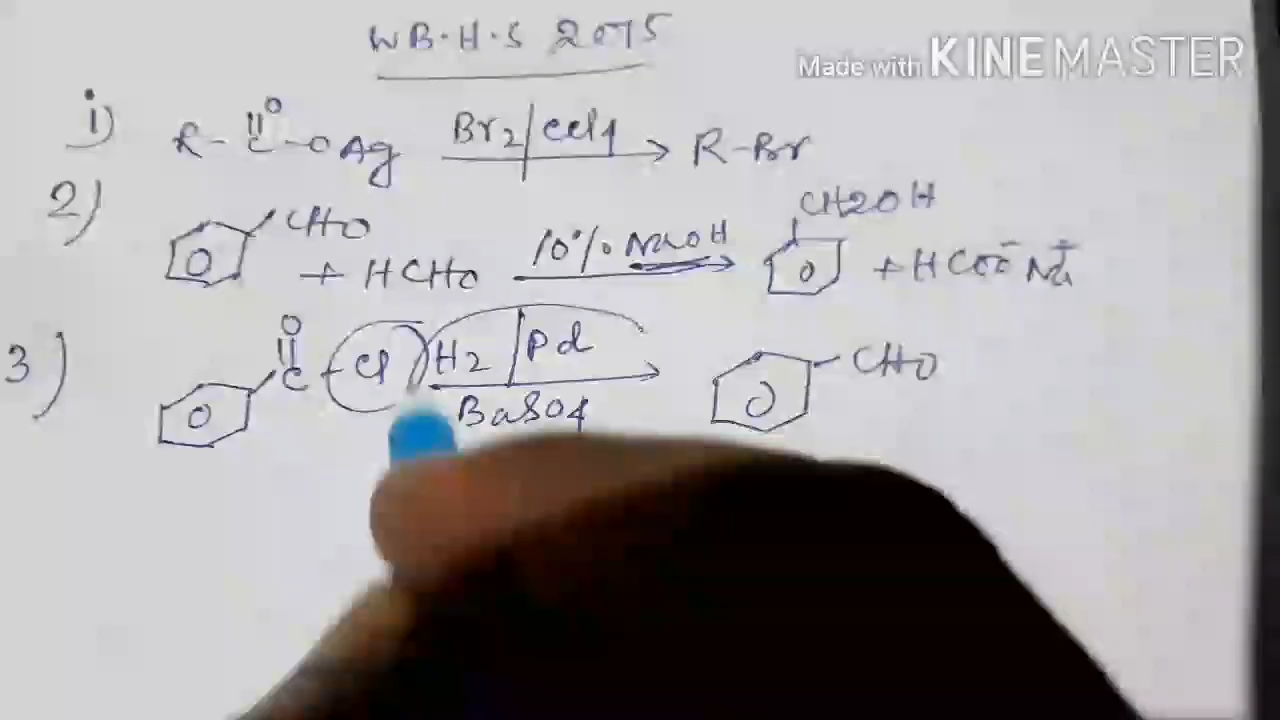 WB.H.S 2015
Made with KINEMASTER
i) R-C-OAg Br2/CCl4 → R-Br
O
2) CHO + HCHO 10% NaOH → CH2OH + HCOO⁻Na⁺
3) O
C-Cl H2/Pd BaSO4 → CHO